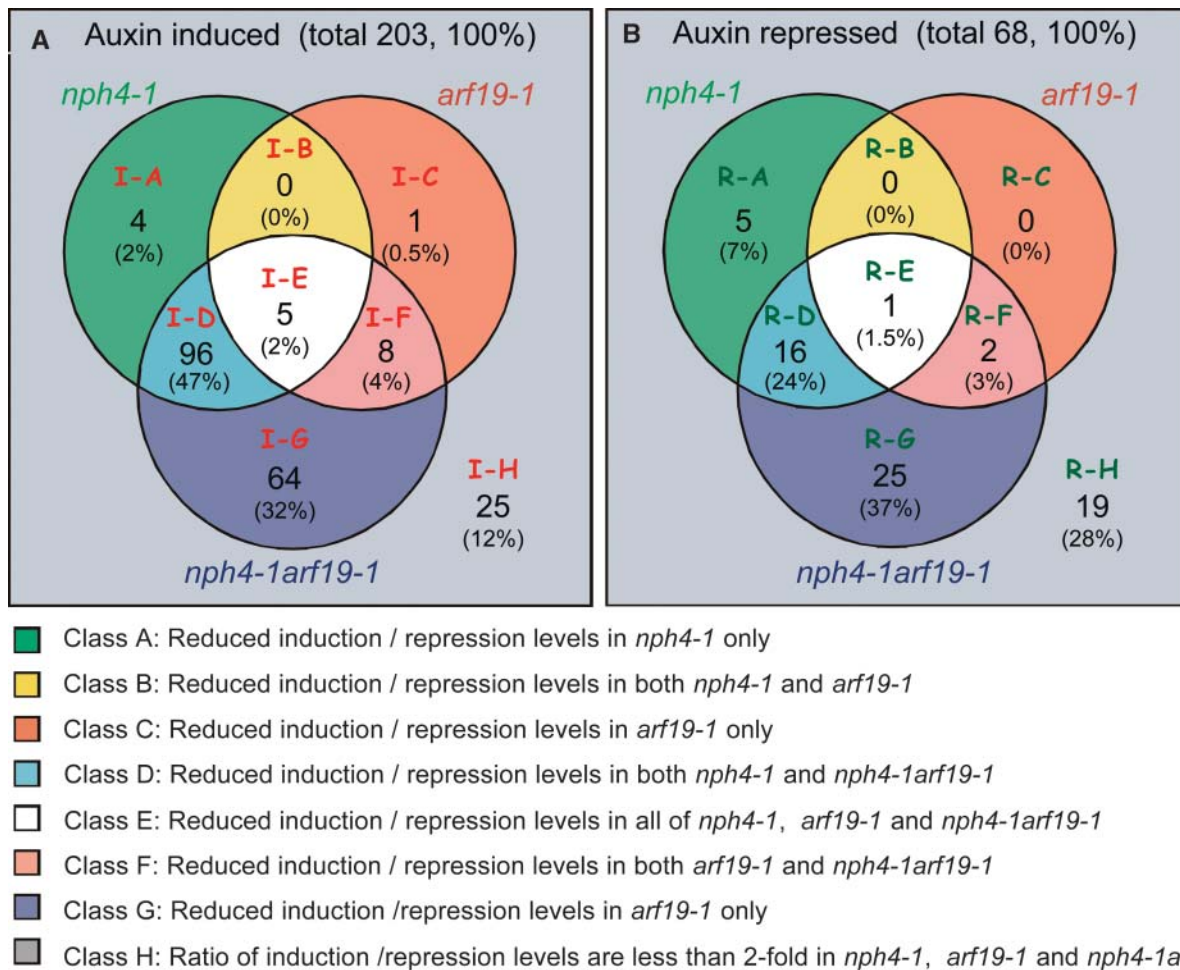 A Auxin induced (total 203, 100%)
nph4-1
arf19-1
I-B
0
(0%)
I-A
4
(2%)
I-C
1
(0.5%)
I-E
5
(2%)
I-D
96
(47%)
I-F
8
(4%)
I-G
64
(32%)
I-H
25
(12%)
nph4-1arf19-1
B Auxin repressed (total 68, 100%)
nph4-1
arf19-1
R-B
0
(0%)
R-A
5
(7%)
R-C
0
(0%)
R-E
1
(1.5%)
R-D
16
(24%)
R-F
2
(3%)
R-G
25
(37%)
R-H
19
(28%)
nph4-1arf19-1
Class A: Reduced induction / repression levels in nph4-1 only
Class B: Reduced induction / repression levels in both nph4-1 and arf19-1
Class C: Reduced induction / repression levels in arf19-1 only
Class D: Reduced induction / repression levels in both nph4-1 and nph4-1arf19-1
Class E: Reduced induction / repression levels in all of nph4-1, arf19-1 and nph4-1arf19-1
Class F: Reduced induction / repression levels in both arf19-1 and nph4-1arf19-1
Class G: Reduced induction /repression levels in arf19-1 only
Class H: Ratio of induction /repression levels are less than 2-fold in nph4-1, arf19-1 and nph4-1a